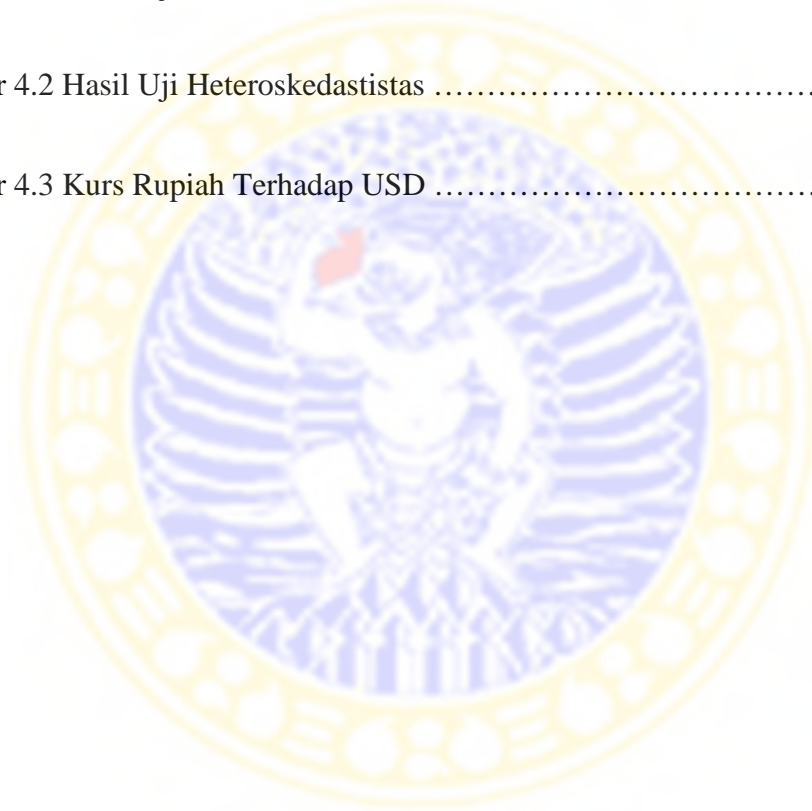 r 4.2 Hasil Uji Heteroskedastistas ……………………………….
r 4.3 Kurs Rupiah Terhadap USD ……………………………….